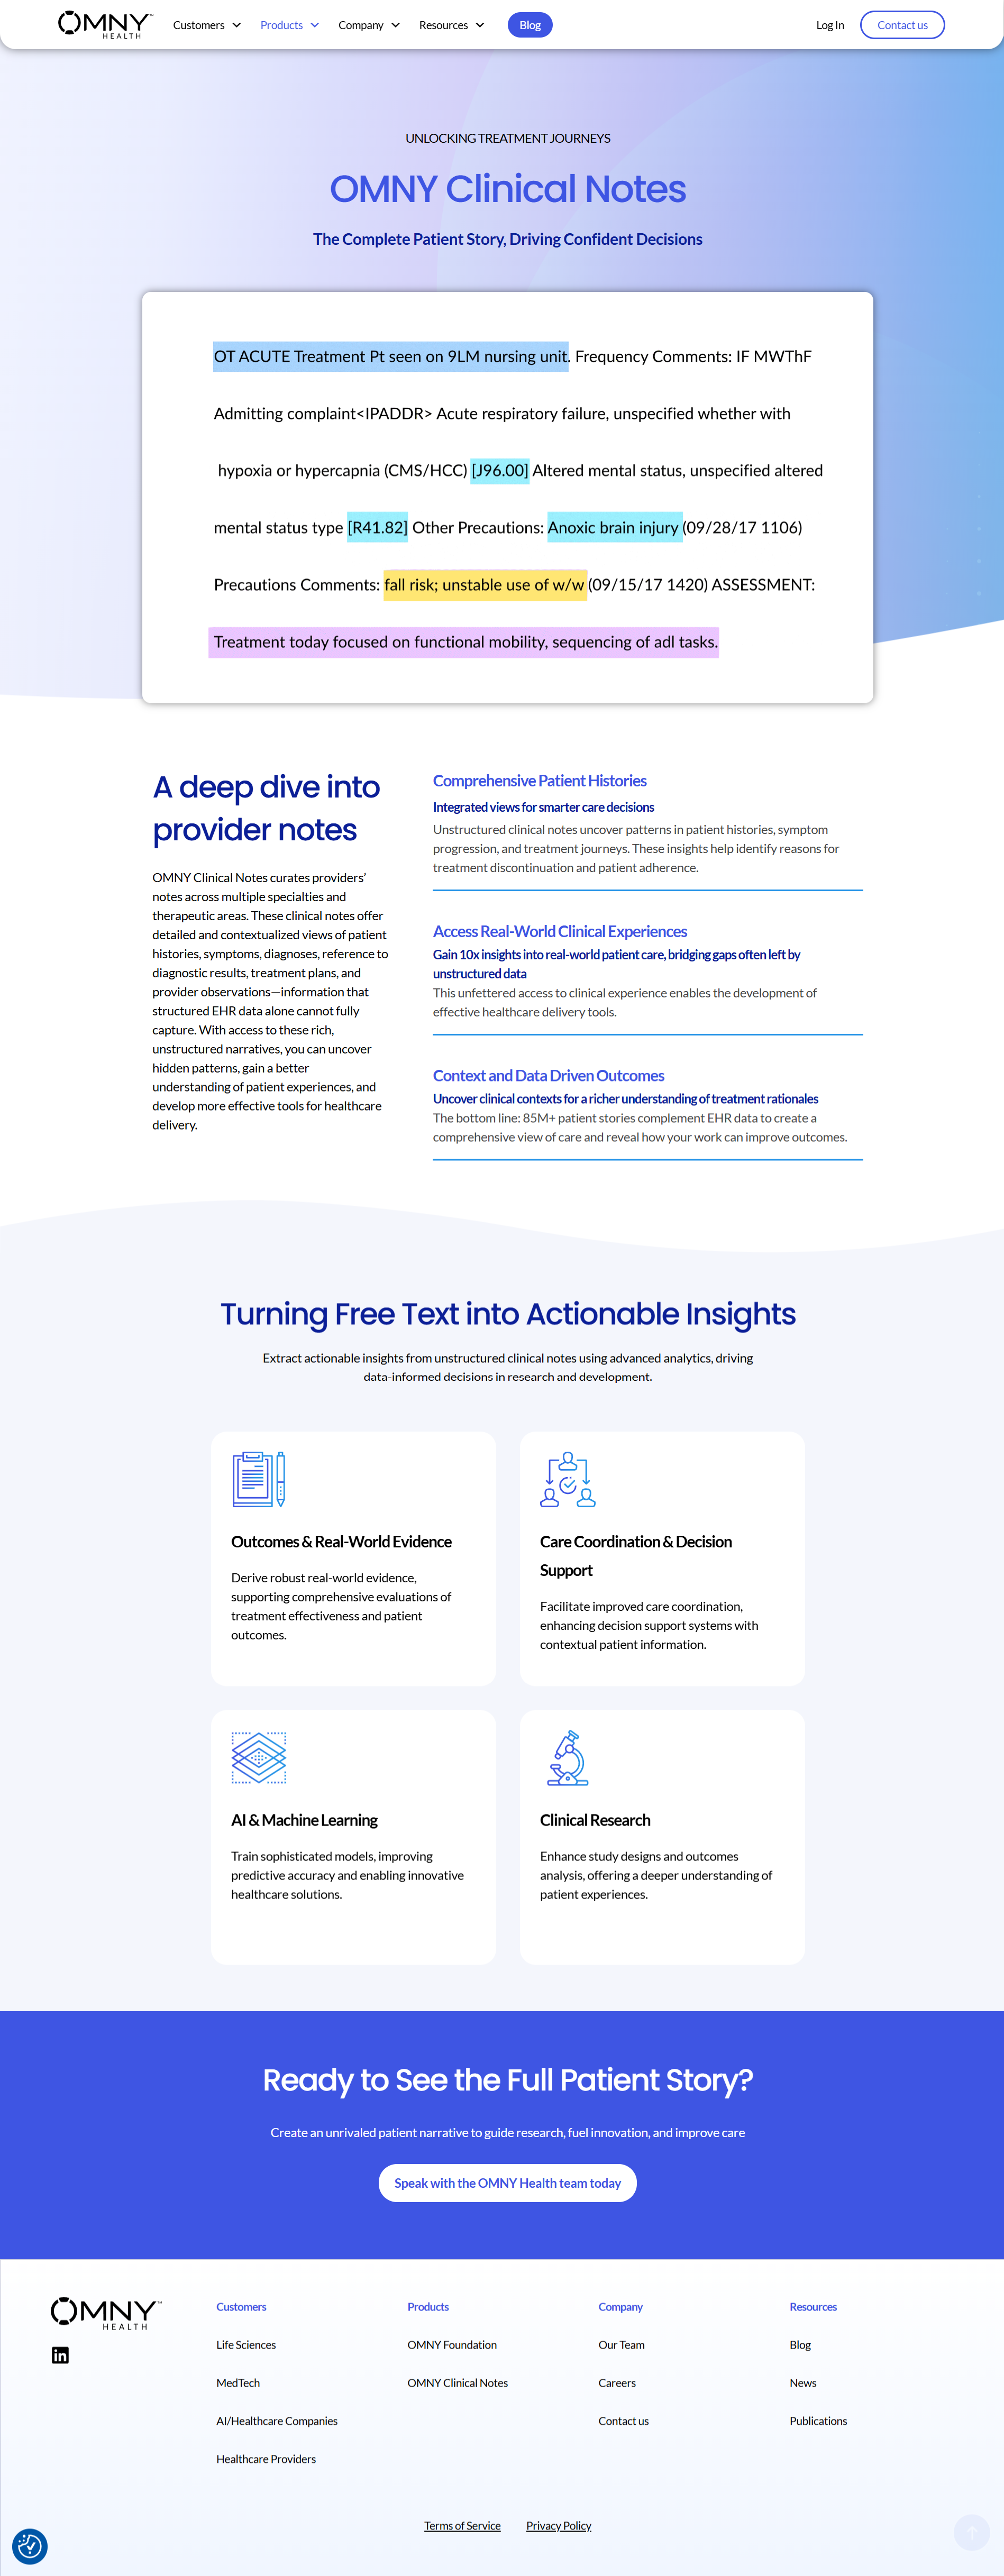 OMNY™
HEALTH
Customers
Products
Company
Resources
Blog
Log In
Contact us
UNLOCKING TREATMENT JOURNEYS
OMNY Clinical Notes
The Complete Patient Story, Driving Confident Decisions
OT ACUTE Treatment Pt seen on 9LM nursing unit. Frequency Comments: IF MWThF
Admitting complaint<IPADDR> Acute respiratory failure, unspecified whether with
hypoxia or hypercapnia (CMS/HCC) [J96.00] Altered mental status, unspecified altered
mental status type [R41.82] Other Precautions: Anoxic brain injury (09/28/17 1106)
Precautions Comments: fall risk; unstable use of w/w (09/15/17 1420) ASSESSMENT:
Treatment today focused on functional mobility, sequencing of adl tasks.
A deep dive into
provider notes
OMNY Clinical Notes curates providers’
notes across multiple specialties and
therapeutic areas. These clinical notes offer
detailed and contextualized views of patient
histories, symptoms, diagnoses, reference to
diagnostic results, treatment plans, and
provider observations—information that
structured EHR data alone cannot fully
capture. With access to these rich,
unstructured narratives, you can uncover
hidden patterns, gain a better
understanding of patient experiences, and
develop more effective tools for healthcare
delivery.
Comprehensive Patient Histories
Integrated views for smarter care decisions
Unstructured clinical notes uncover patterns in patient histories, symptom
progression, and treatment journeys. These insights help identify reasons for
treatment discontinuation and patient adherence.
Access Real-World Clinical Experiences
Gain 10x insights into real-world patient care, bridging gaps often left by
unstructured data
This unfettered access to clinical experience enables the development of
effective healthcare delivery tools.
Context and Data Driven Outcomes
Uncover clinical contexts for a richer understanding of treatment rationales
The bottom line: 85M+ patient stories complement EHR data to create a
comprehensive view of care and reveal how your work can improve outcomes.
Turning Free Text into Actionable Insights
Extract actionable insights from unstructured clinical notes using advanced analytics, driving
data-informed decisions in research and development.
Outcomes & Real-World Evidence
Derive robust real-world evidence,
supporting comprehensive evaluations of
treatment effectiveness and patient
outcomes.
Care Coordination & Decision
Support
Facilitate improved care coordination,
enhancing decision support systems with
contextual patient information.
AI & Machine Learning
Train sophisticated models, improving
predictive accuracy and enabling innovative
healthcare solutions.
Clinical Research
Enhance study designs and outcomes
analysis, offering a deeper understanding of
patient experiences.
Ready to See the Full Patient Story?
Create an unrivaled patient narrative to guide research, fuel innovation, and improve care
Speak with the OMNY Health team today
OMNY™
HEALTH
in
Customers
Life Sciences
MedTech
AI/Healthcare Companies
Healthcare Providers
Products
OMNY Foundation
OMNY Clinical Notes
Company
Our Team
Careers
Contact us
Resources
Blog
News
Publications
Terms of Service
Privacy Policy